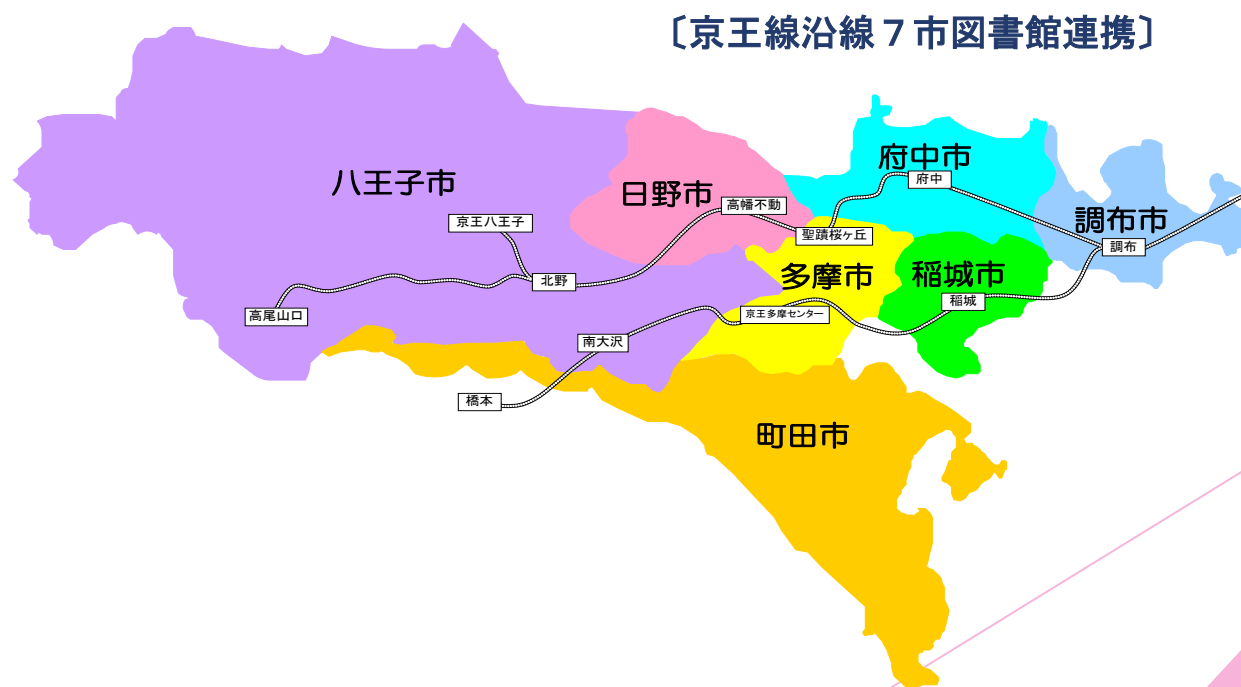 〔京王線沿線７市図書館連携〕
府中市
府中
八王子市
日野市
高幡不動
調布市
京王八王子
聖蹟桜ヶ丘
調布
多摩市
稲城市
北野
稲城
高尾山口
京王多摩センター
南大沢
橋本
町田市